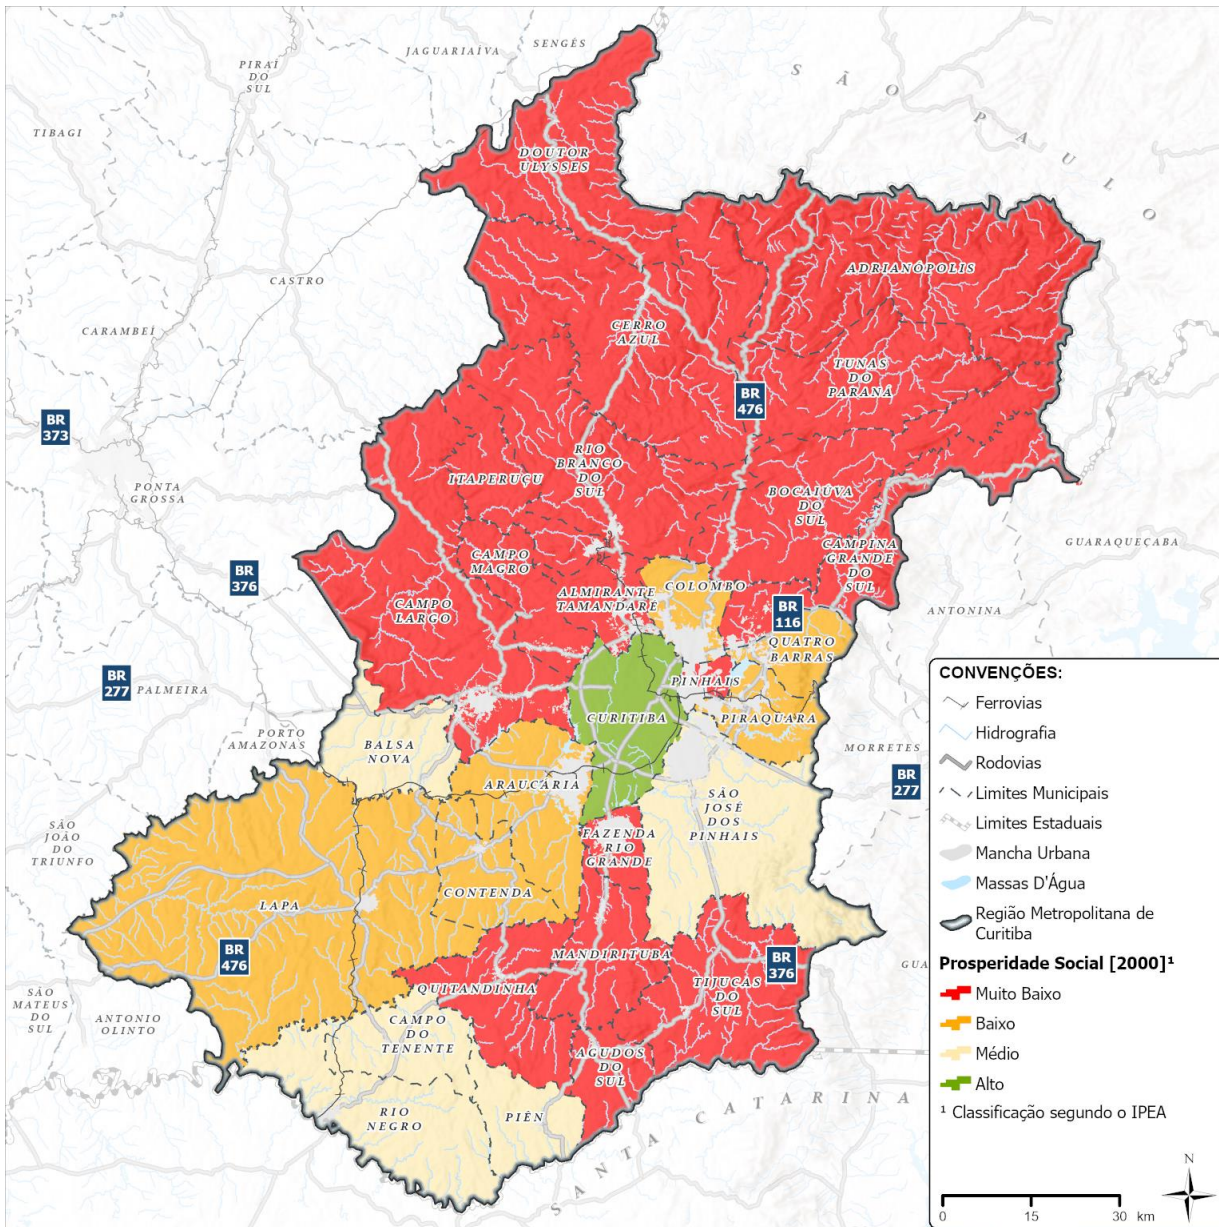 SENGÉS
JAGUARIAÍVA
PIRAÍ
DO
SUL
SÃO PAULO
TIBAGI
DOUTOR
ULYSSES
ADRIANÓPOLIS
CASTRO
CARAMBEÍ
CERRO
AZUL
TUNAS
DO
PARANÁ
BR
476
BR
373
RIO
BRANCO
DO
SUL
ITAPERUÇU
PONTA
GROSSA
BOCAIÚVA
DO
SUL
CAMPINA
GRANDE
DO
SUL
GUARAQUEÇABA
CAMPO
MAGRO
BR
376
COLOMBO
ALMIRANTE
TAMANDARÉ
CAMPO
LARGO
BR
116
ANTONINA
QUATRO
BARRAS
BR
277
PALMEIRA
PINHAIS
CURITIBA
PIRAQUARA
PORTO
AMAZONAS
BALSA
NOVA
MORRETES
BR
277
ARAUCÁRIA
SÃO
JOSÉ
DOS
PINHAIS
SÃO
JOÃO
DO
TRIUNFO
FAZENDA
RIO
GRANDE
CONTENDA
LAPA
BR
476
MANDIRITUBA
BR
376
GUA
QUITANDINHA
TIJUCAS
DO
SUL
SÃO
MATEUS
DO
SUL
ANTONIO
OLINTO
CAMPO
DO
TENENTE
AGUDOS
DO
SUL
RIO
NEGRO
PIÊN
SANTA CATARINA
CONVENÇÕES:
Ferrovias
Hidrografia
Rodovias
Limites Municipais
Limites Estaduais
Mancha Urbana
Massas D'Água
Região Metropolitana de
Curitiba
Prosperidade Social [2000]¹
Muito Baixo
Baixo
Médio
Alto
¹ Classificação segundo o IPEA
N
0 15 30 km